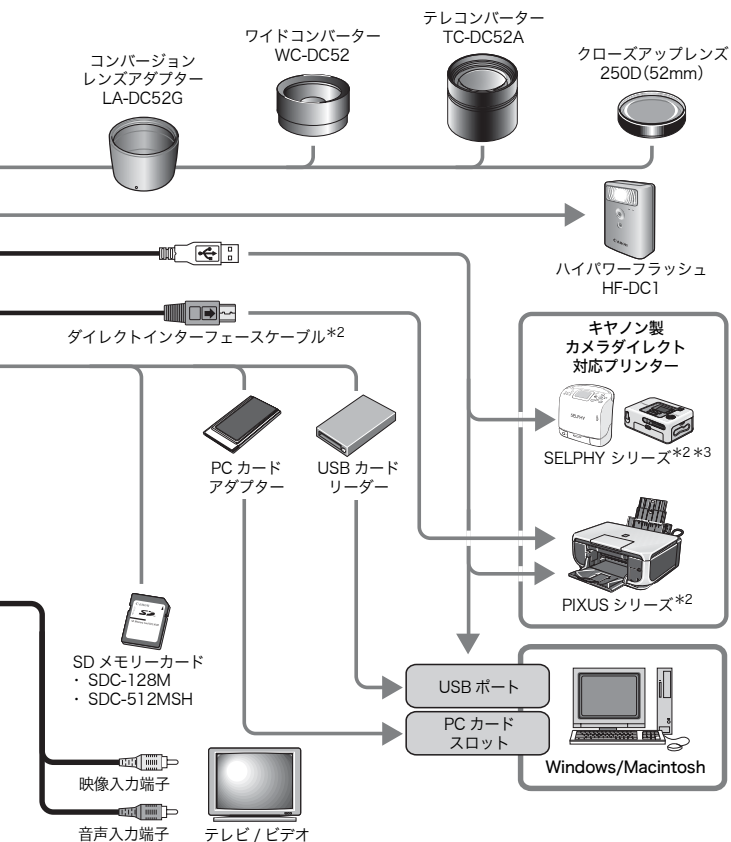 テレコンバーター
TC-DC52A
ワイドコンバーター
WC-DC52
クローズアップレンズ
250D(52mm)
コンバージョン
レンズアダプター
LA-DC52G
Canon
ハイパワーフラッシュ
HF-DC1
ダイレクトインターフェースケーブル*2
キヤノン製
カメラダイレクト
対応プリンター
SELPHY
SELPHY シリーズ*2 *3
PC カード
アダプター
USB カード
リーダー
PIXUS シリーズ*2
Canon
SD
SD メモリーカード
・ SDC-128M
・ SDC-512MSH
USB ポート
PC カード
スロット
Windows/Macintosh
映像入力端子
音声入力端子
テレビ / ビデオ